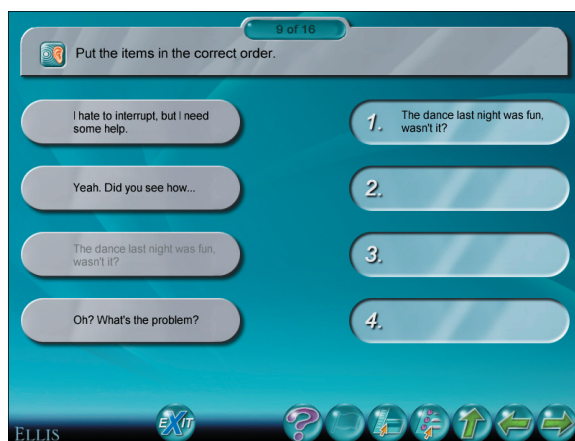 9 of 16
Put the items in the correct order.
I hate to interrupt, but I need
some help.
Yeah. Did you see how...
The dance last night was fun,
wasn't it?
Oh? What's the problem?
1.
The dance last night was fun,
wasn't it?
2.
3.
4.
ELLIS
EXIT
?